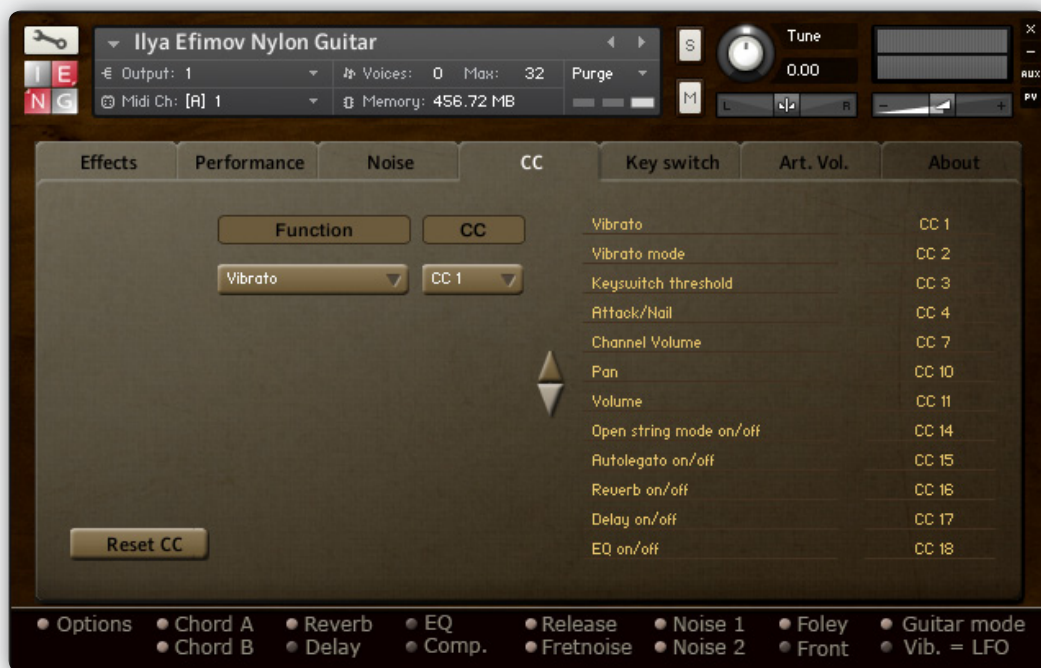 Ilya Efimov Nylon Guitar
S
Tune
X
–
IE
Output: 1
Voices: 0 Max: 32
Purge
0.00
AUX
NG
Midi Ch: [A] 1
Memory: 456.72 MB
M
L
R
–
+
PV
Effects
Performance
Noise
CC
Key switch
Art. Vol.
About
Function
CC
Vibrato
CC 1
Vibrato CC 1
Vibrato mode CC 2
Keyswitch threshold CC 3
Attack/Nail CC 4
Channel Volume CC 7
Pan CC 10
Volume CC 11
Open string mode on/off CC 14
Autolegato on/off CC 15
Reverb on/off CC 16
Delay on/off CC 17
EQ on/off CC 18
Reset CC
Options Chord A Reverb EQ Release Noise 1 Foley Guitar mode
Chord B Delay Comp. Fretnoise Noise 2 Front Vib. = LFO